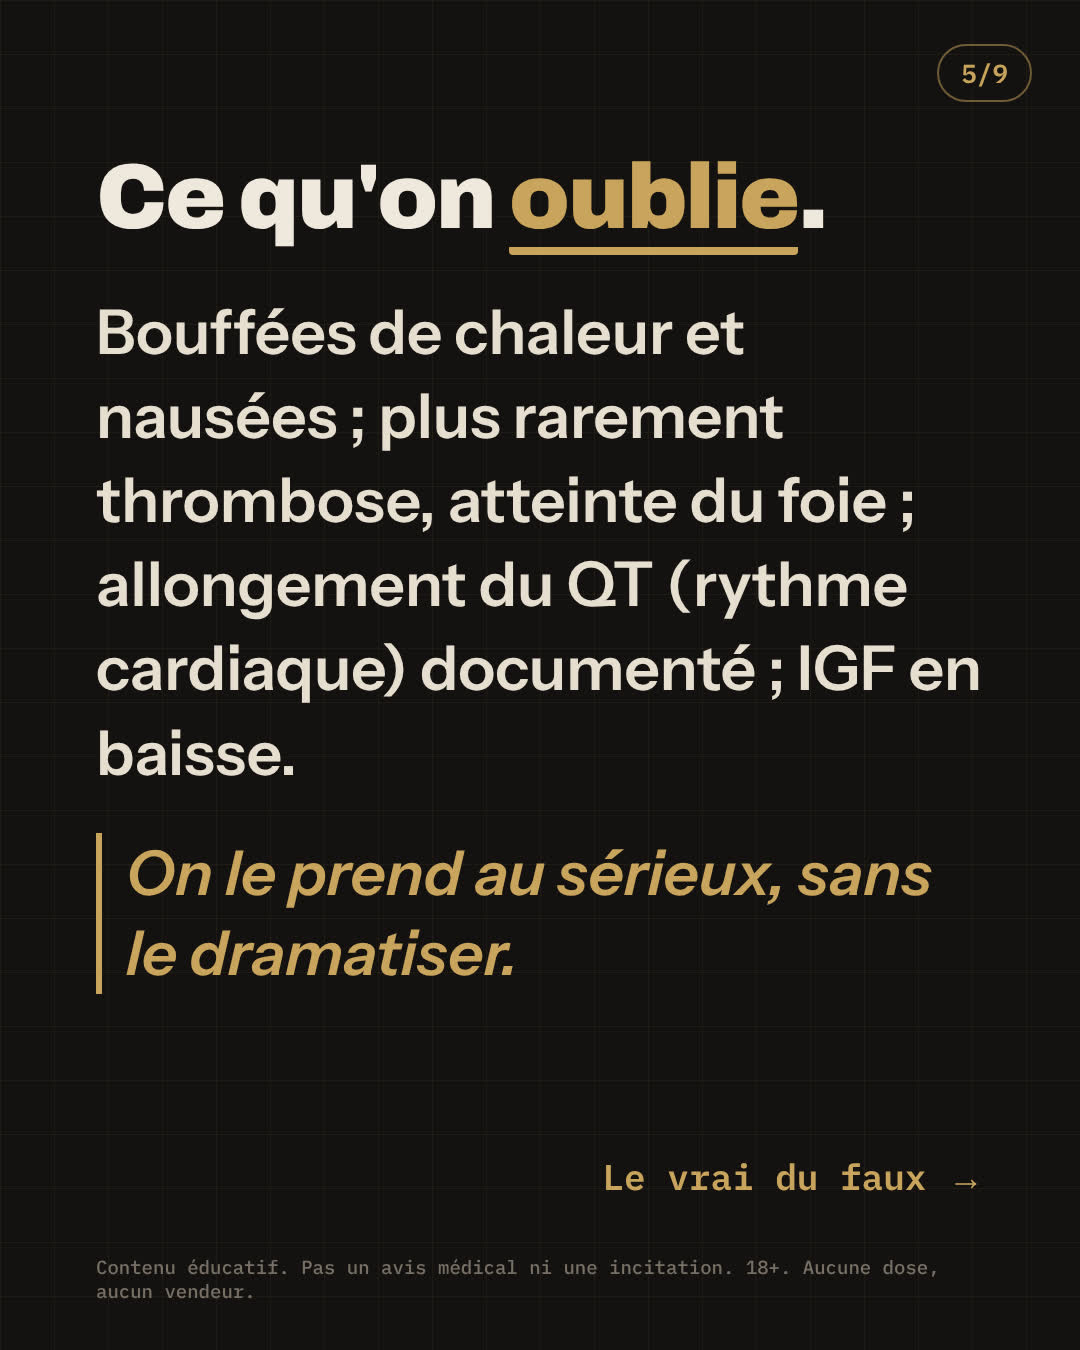 5/9
Ce qu'on oublie.
Bouffées de chaleur et
nausées ; plus rarement
thrombose, atteinte du foie ;
allongement du QT (rythme
cardiaque) documenté ; IGF en
baisse.
On le prend au sérieux, sans
le dramatiser.
Le vrai du faux →
Contenu éducatif. Pas un avis médical ni une incitation. 18+. Aucune dose,
aucun vendeur.